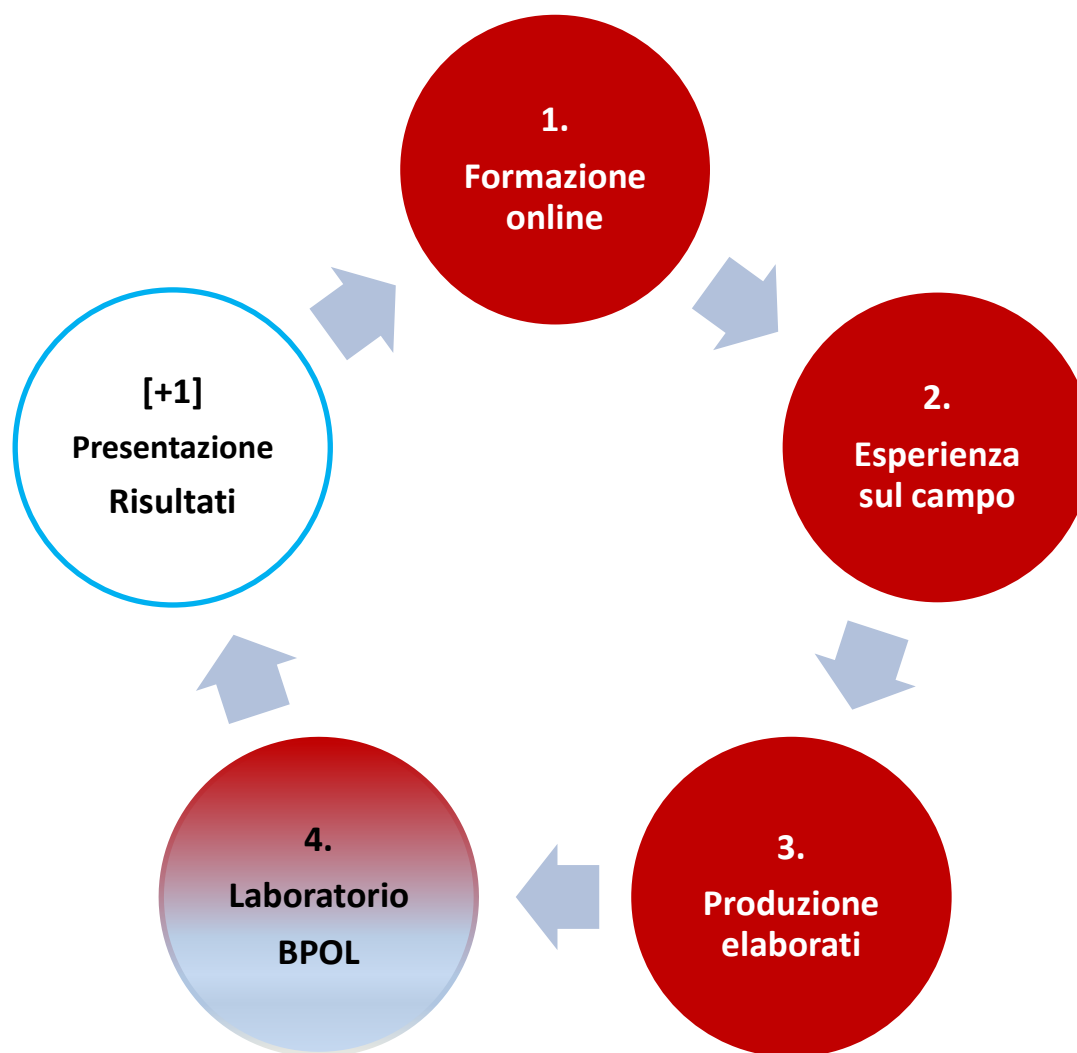 1.
Formazione
online
2.
Esperienza
sul campo
3.
Produzione
elaborati
4.
Laboratorio
BPOL
[+1]
Presentazione
Risultati